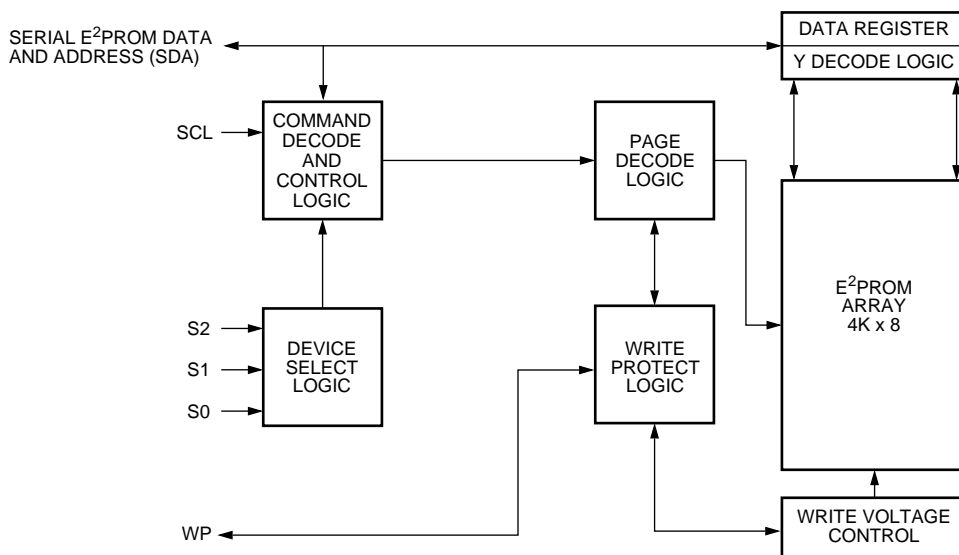 SERIAL E²PROM DATA
AND ADDRESS (SDA)
DATA REGISTER
Y DECODE LOGIC
SCL
COMMAND
DECODE
AND
CONTROL
LOGIC
PAGE
DECODE
LOGIC
E²PROM
ARRAY
4K x 8
S2
S1
S0
DEVICE
SELECT
LOGIC
WRITE
PROTECT
LOGIC
WP
WRITE VOLTAGE
CONTROL